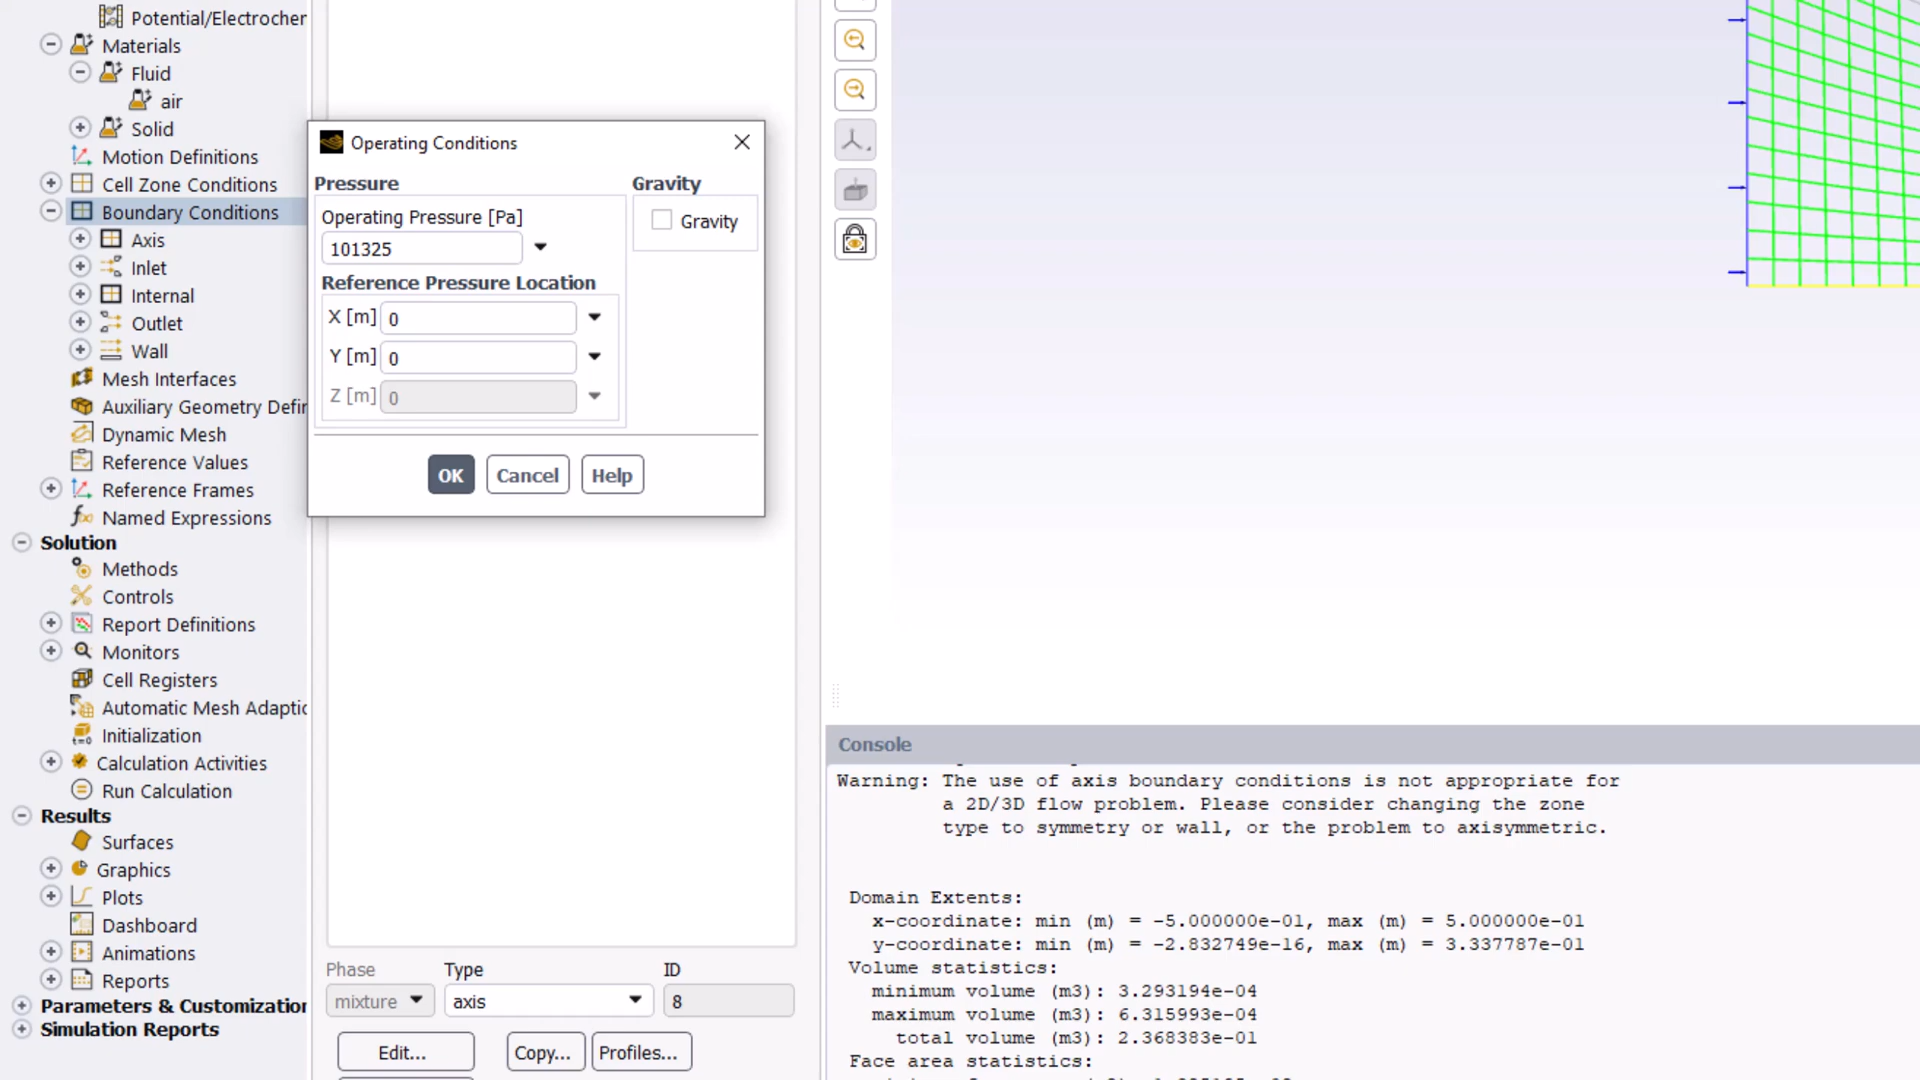 Potential/Electrocher
Materials
Fluid
air
Solid
Motion Definitions
Cell Zone Conditions
Boundary Conditions
Axis
Inlet
Internal
Outlet
Wall
Mesh Interfaces
Auxiliary Geometry Defin
Dynamic Mesh
Reference Values
Reference Frames
Named Expressions
Solution
Methods
Controls
Report Definitions
Monitors
Cell Registers
Automatic Mesh Adaptio
Initialization
Calculation Activities
Run Calculation
Results
Surfaces
Graphics
Plots
Dashboard
Animations
Reports
Parameters & Customization
Simulation Reports
Operating Conditions
Pressure
Operating Pressure [Pa]
101325
Reference Pressure Location
X [m] 0
Y [m] 0
Z [m] 0
Gravity
Gravity
OK Cancel Help
Phase Type ID
mixture axis 8
Edit... Copy... Profiles...
Console
Warning: The use of axis boundary conditions is not appropriate for
a 2D/3D flow problem. Please consider changing the zone
type to symmetry or wall, or the problem to axisymmetric.
Domain Extents:
x-coordinate: min (m) = -5.000000e-01, max (m) = 5.000000e-01
y-coordinate: min (m) = -2.832749e-16, max (m) = 3.337787e-01
Volume statistics:
minimum volume (m3): 3.293194e-04
maximum volume (m3): 6.315993e-04
total volume (m3): 2.368383e-01
Face area statistics: